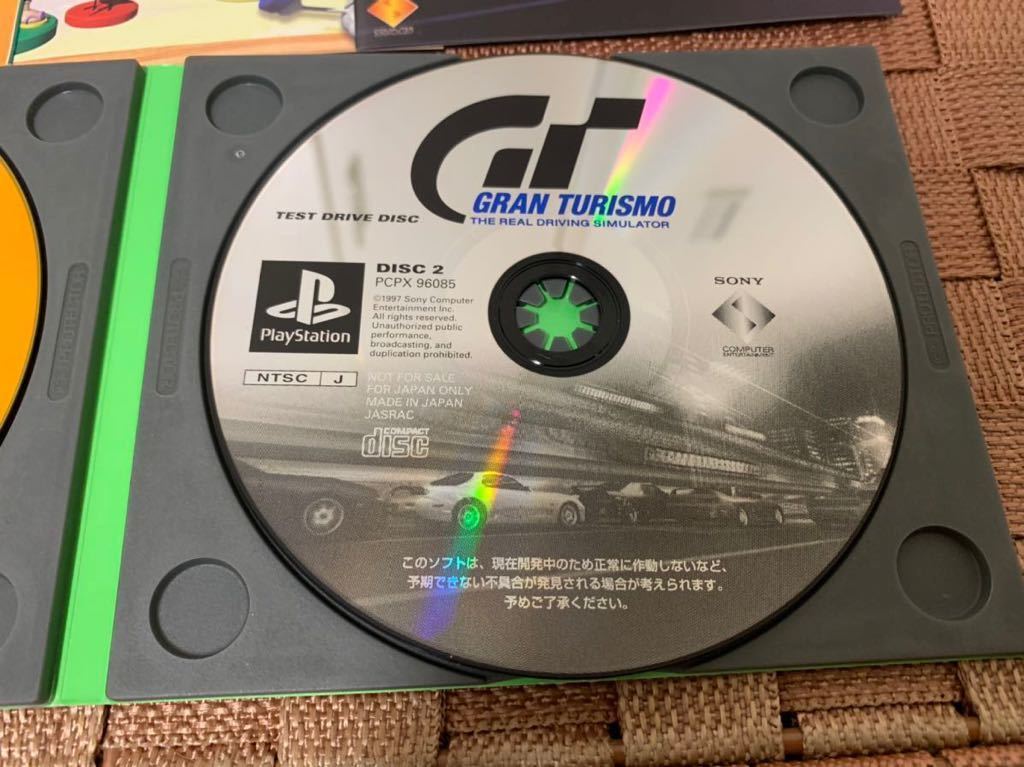 GT
GRAN TURISMO
THE REAL DRIVING SIMULATOR
TEST DRIVE DISC
PlayStation
DISC 2
PCPX 96085
©1997 Sony Computer
Entertainment Inc.
All rights reserved.
Unauthorized public
performance,
broadcasting, and
duplication prohibited.
NTSC J
NOT FOR SALE
FOR JAPAN ONLY
MADE IN JAPAN
JASRAC
COMPACT
disc
SONY
COMPUTER
ENTERTAINMENT
このソフトは、現在開発中のため正常に作動しないなど、
予期できない不具合が発見される場合が考えられます。
予めご了承ください。